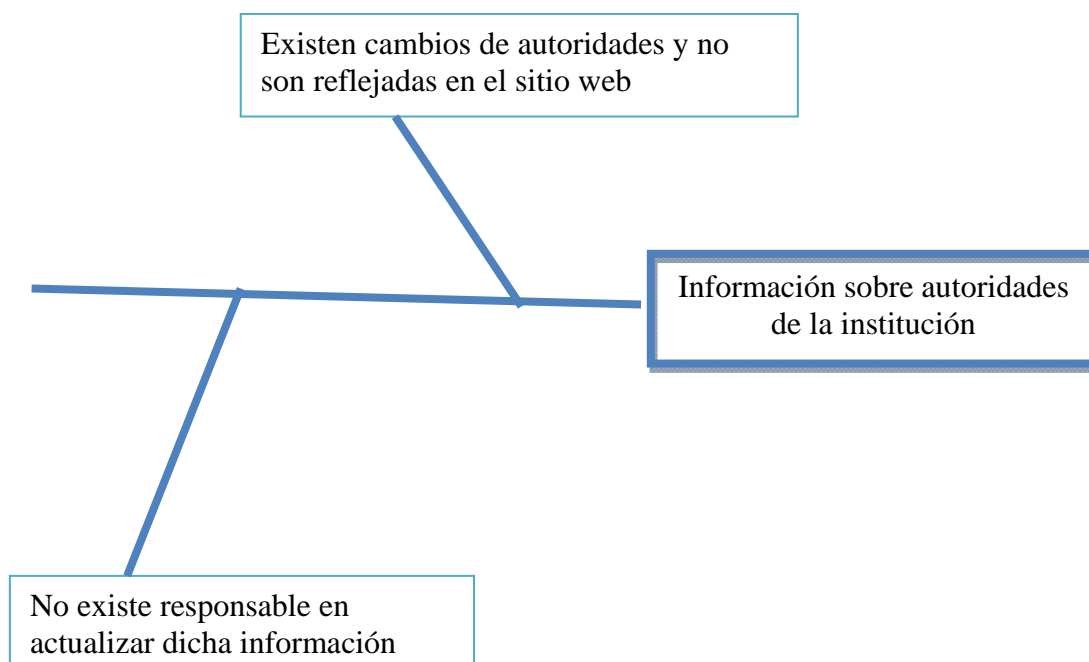 Existen cambios de autoridades y no
son reflejadas en el sitio web
Información sobre autoridades
de la institución
No existe responsable en
actualizar dicha información